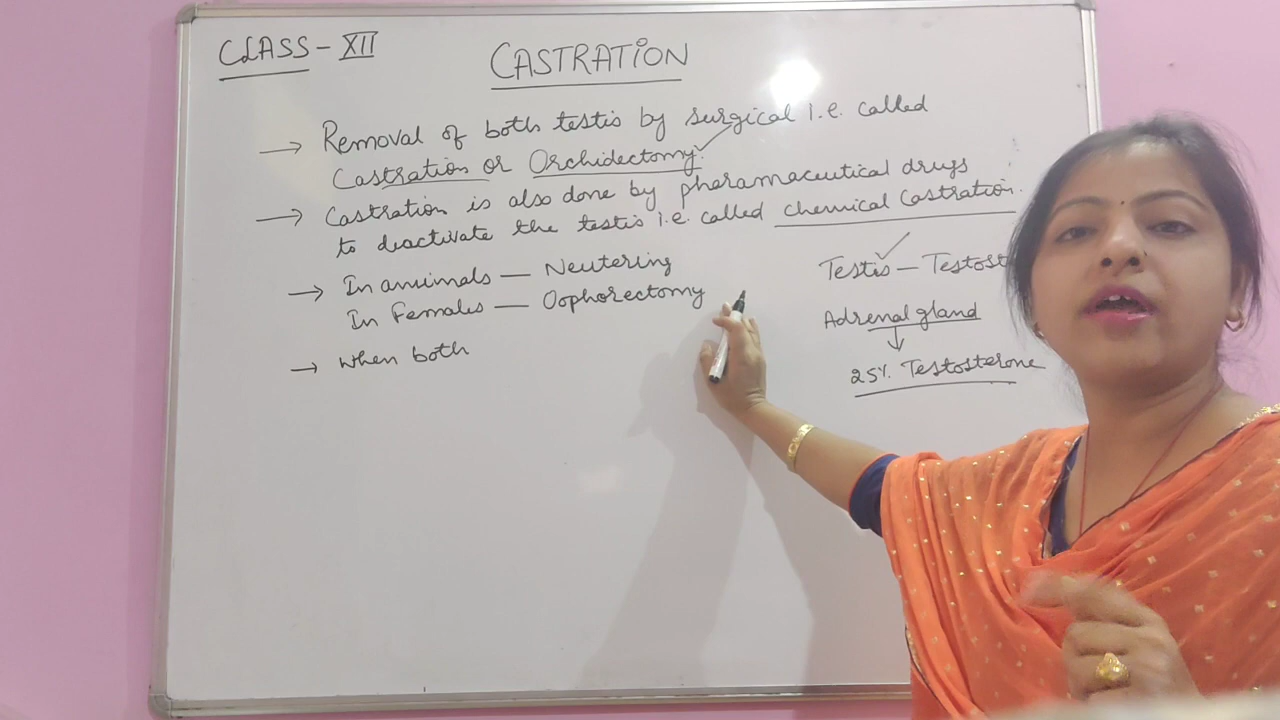 CLASS - XII
CASTRATION
→ Removal of both testis by surgical i.e. called
Castration or Orchidectomy.
→ Castration is also done by pharamaceutical drugs
to deactivate the testis i.e. called chemical Castration.
→ In animals — Neutering
In Females — Oophorectomy
→ When both
Testis — Testost
Adrenal gland
↓
25% Testosterone